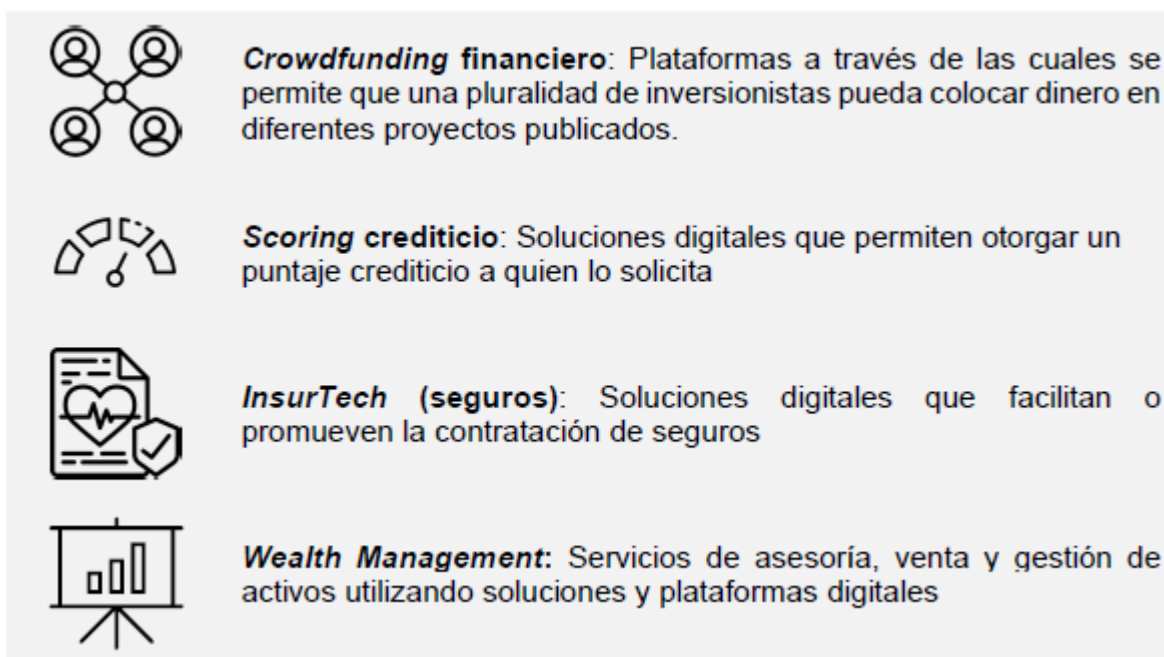 Crowdfunding financiero: Plataformas a través de las cuales se
permite que una pluralidad de inversionistas pueda colocar dinero en
diferentes proyectos publicados.
Scoring crediticio: Soluciones digitales que permiten otorgar un
puntaje crediticio a quien lo solicita
InsurTech (seguros): Soluciones digitales que facilitan o
promueven la contratación de seguros
Wealth Management: Servicios de asesoría, venta y gestión de
activos utilizando soluciones y plataformas digitales